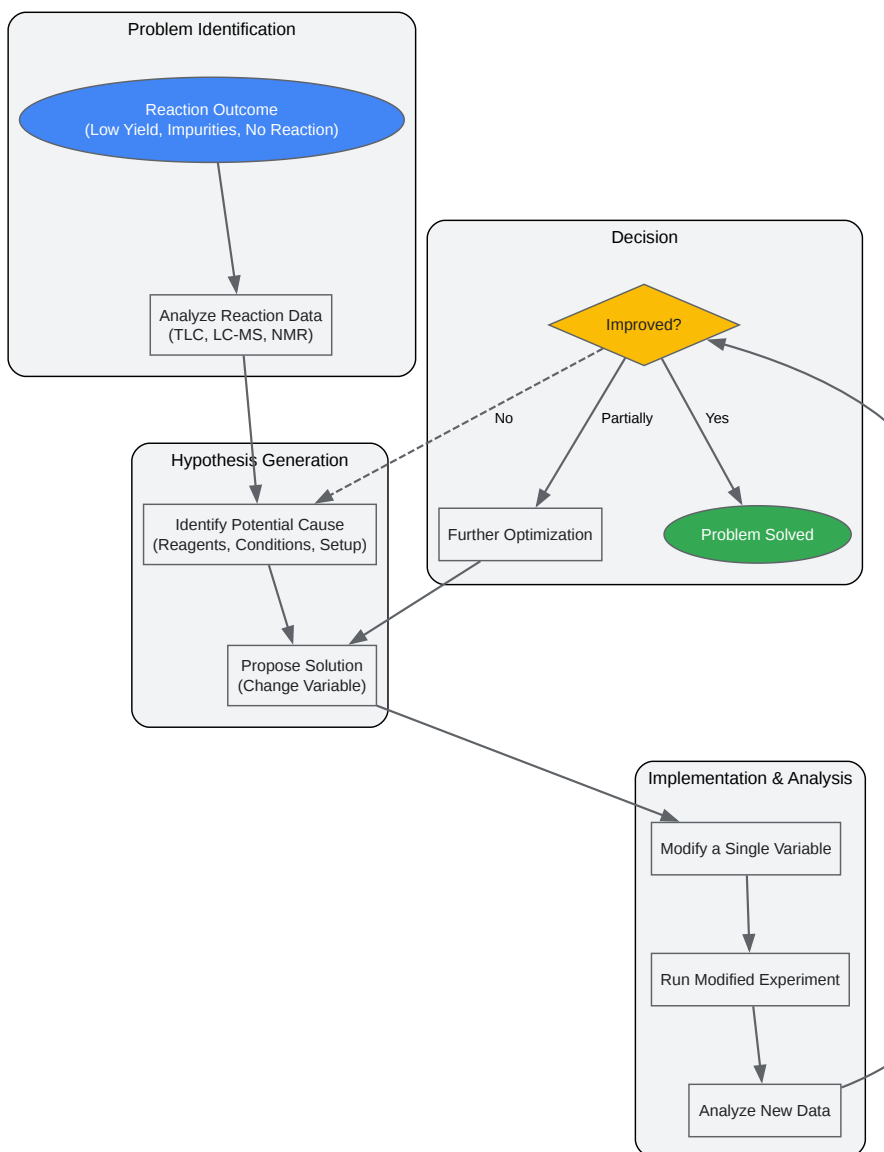 Problem Identification
Reaction Outcome
(Low Yield, Impurities, No Reaction)
Analyze Reaction Data
(TLC, LC-MS, NMR)
Decision
Improved?
No
Partially
Yes
Further Optimization
Problem Solved
Hypothesis Generation
Identify Potential Cause
(Reagents, Conditions, Setup)
Propose Solution
(Change Variable)
Implementation & Analysis
Modify a Single Variable
Run Modified Experiment
Analyze New Data